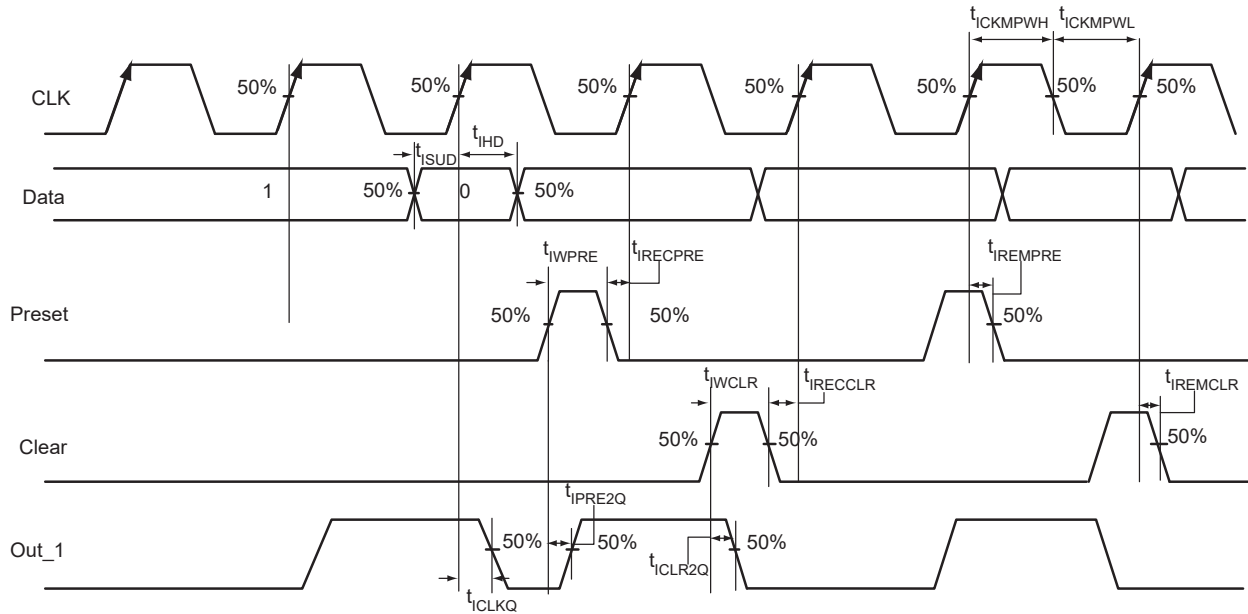 tICKMPWH tICKMPWL
CLK
50% 50% 50% 50% 50% 50% 50%
tISUD tIHD
Data
1 50% 0 50%
tIWPRE tIRECPRE tIREMPRE
Preset
50% 50% 50%
tIWCLR tIRECCLR tIREMCLR
Clear
50% 50% 50%
tIPRE2Q
Out_1
50% 50% 50%
tICLR2Q
tICLKQ